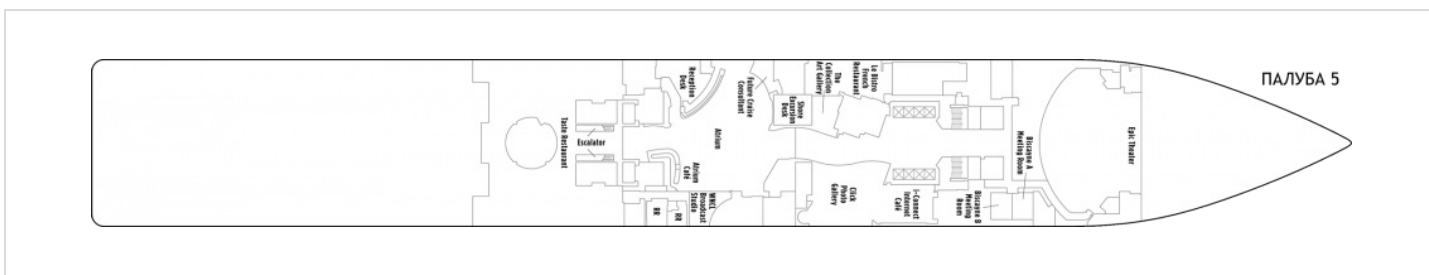 ПАЛУБА 5
Reception
Desk
Future Cruise
Consultant
Shore
Excursion
Desk
The
Collection
Art Gallery
Le Bistro
French
Restaurant
Taste Restaurant
Escalator
Atrium
Atrium
Café
WNCL
Broadcast
Studio
RR
RR
Click
Photo
Gallery
i-Connect
Internet
Café
Biscayne B
Meeting
Room
Biscayne A
Meeting Room
Epic Theater